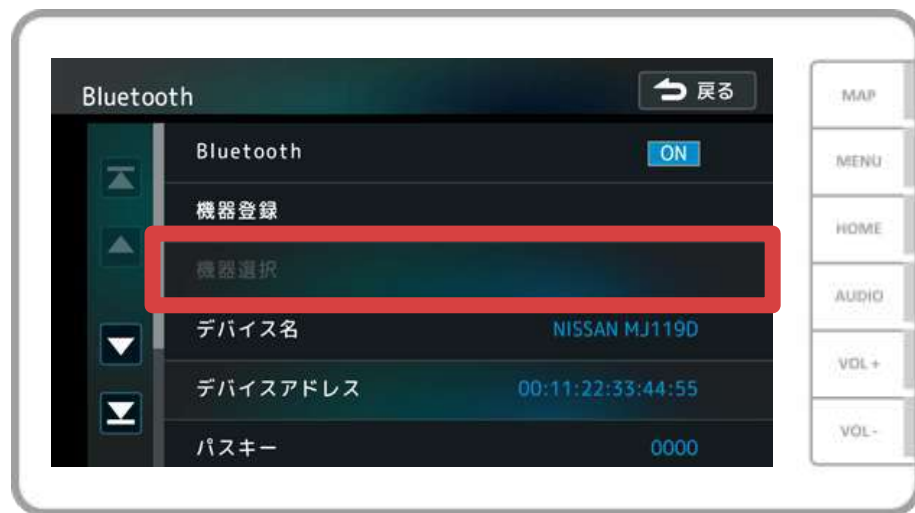 Bluetooth
戻る
Bluetooth
ON
機器登録
機器選択
デバイス名
NISSAN MJ119D
デバイスアドレス
00:11:22:33:44:55
パスキー
0000
MAP
MENU
HOME
AUDIO
VOL +
VOL -